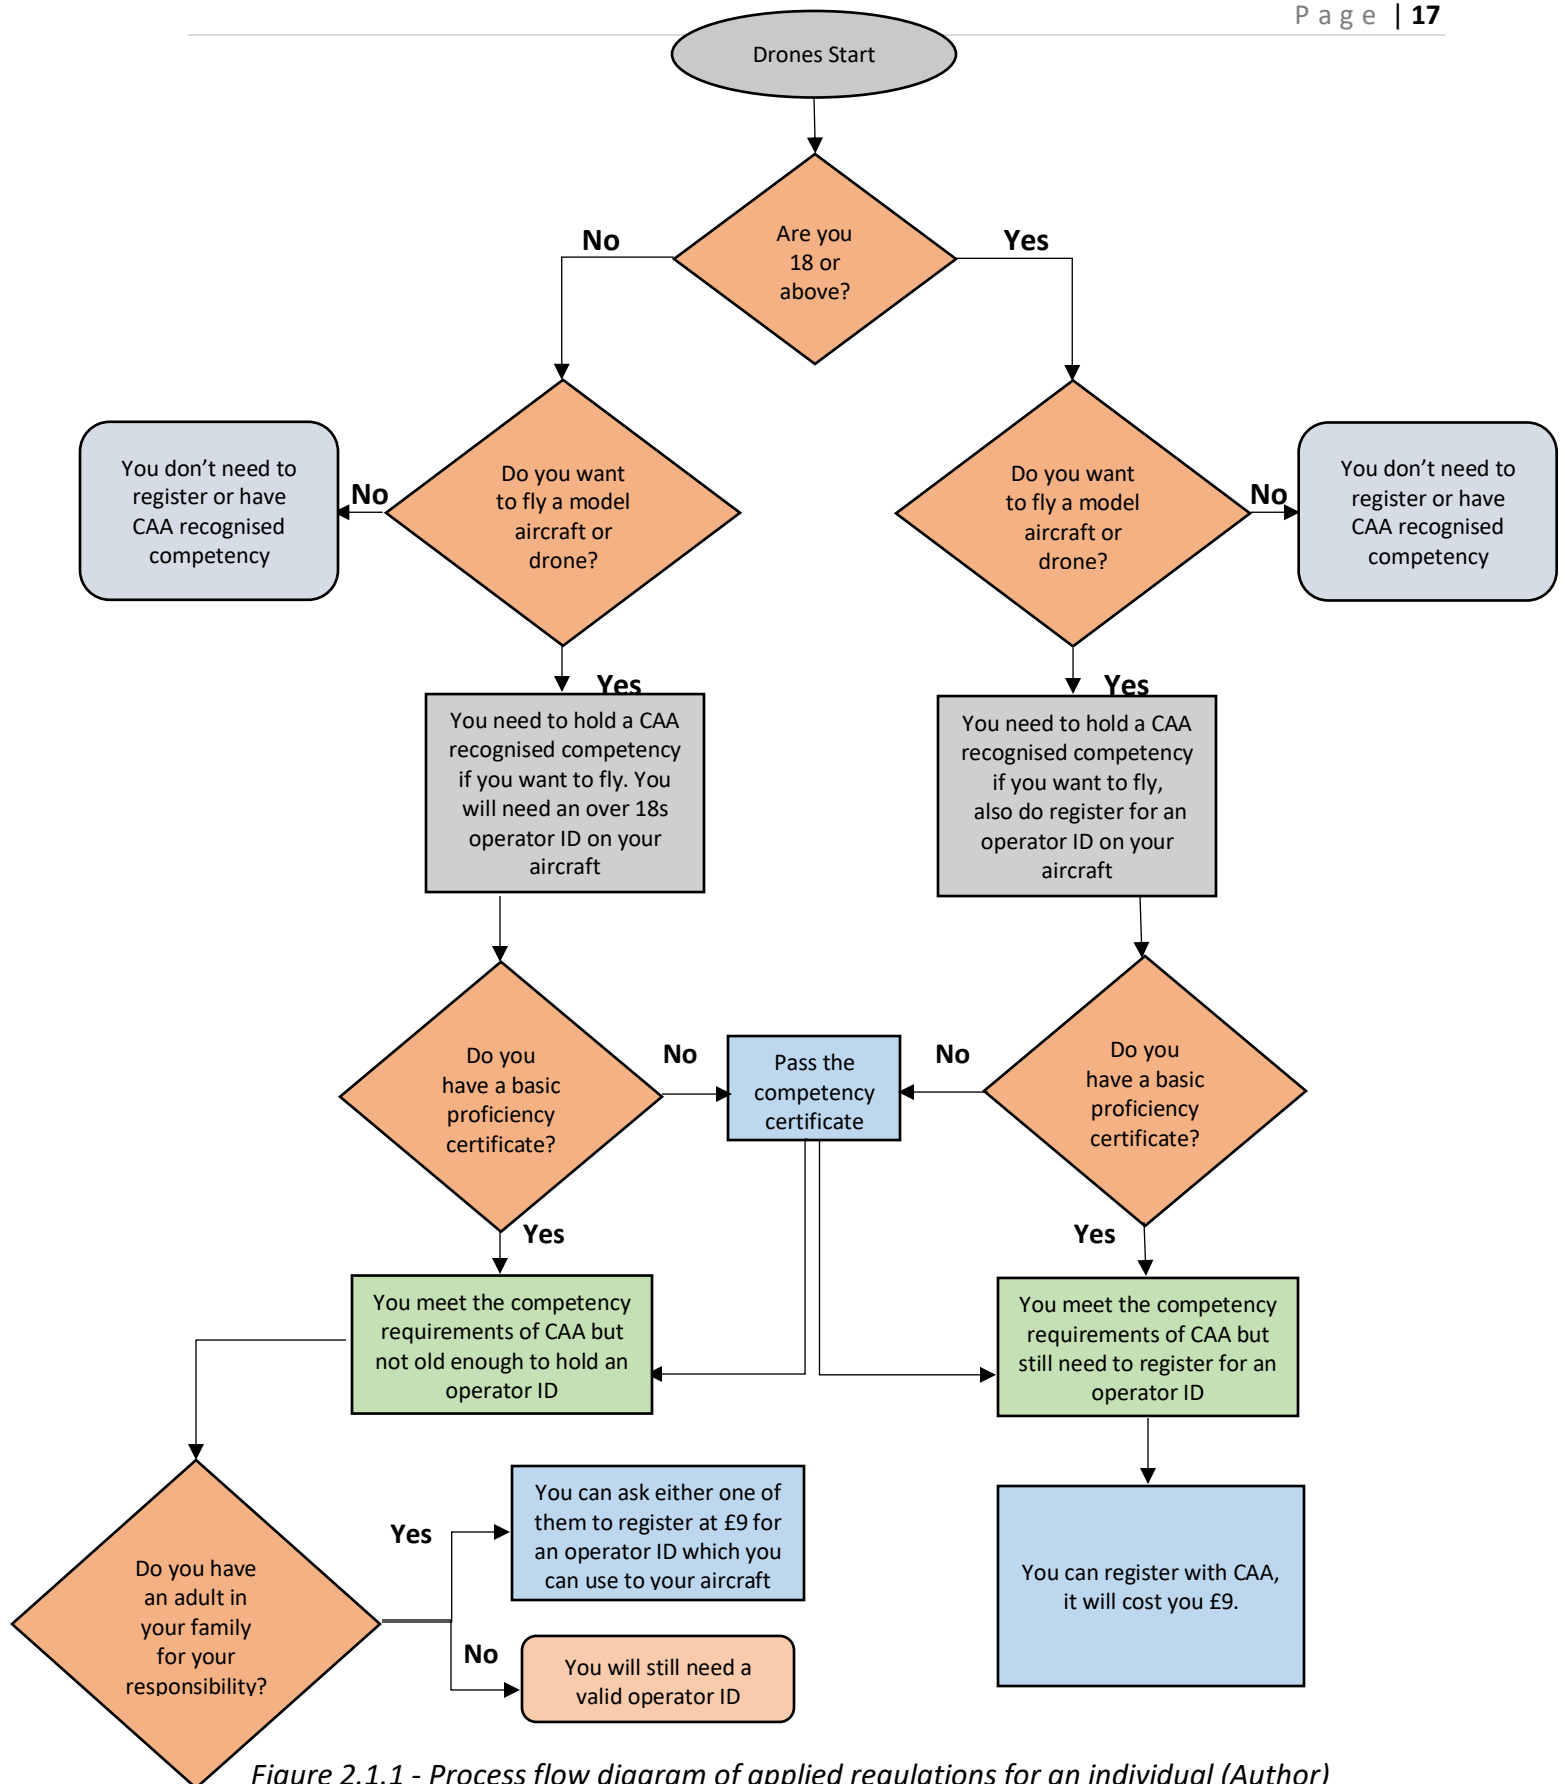 Page | 17
Drones Start
Are you
18 or
above?
No
Yes
Do you want
to fly a model
aircraft or
drone?
No
You don't need to
register or have
CAA recognised
competency
Do you want
to fly a model
aircraft or
drone?
No
You don't need to
register or have
CAA recognised
competency
Yes
Yes
You need to hold a CAA
recognised competency
if you want to fly. You
will need an over 18s
operator ID on your
aircraft
You need to hold a CAA
recognised competency
if you want to fly,
also do register for an
operator ID on your
aircraft
Do you
have a basic
proficiency
certificate?
No
Pass the
competency
certificate
No
Do you
have a basic
proficiency
certificate?
Yes
Yes
You meet the competency
requirements of CAA but
not old enough to hold an
operator ID
You meet the competency
requirements of CAA but
still need to register for an
operator ID
Do you have
an adult in
your family
for your
responsibility?
Yes
You can ask either one of
them to register at £9 for
an operator ID which you
can use to your aircraft
No
You will still need a
valid operator ID
You can register with CAA,
it will cost you £9.
Figure 2.1.1 - Process flow diagram of applied regulations for an individual (Author)